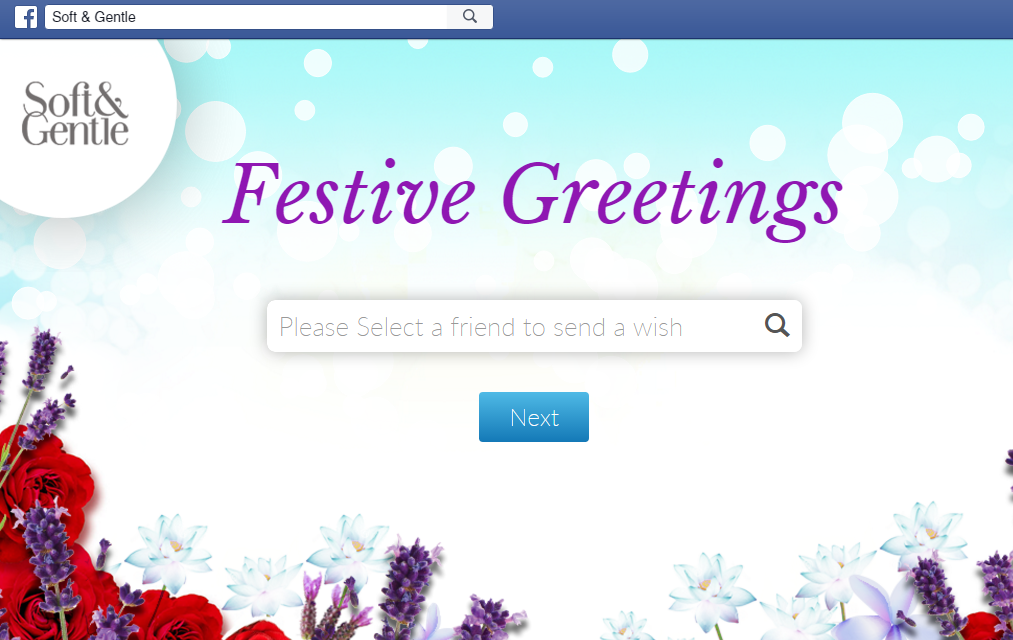 Soft & Gentle
Soft&
Gentle
Festive Greetings
Please Select a friend to send a wish
Next